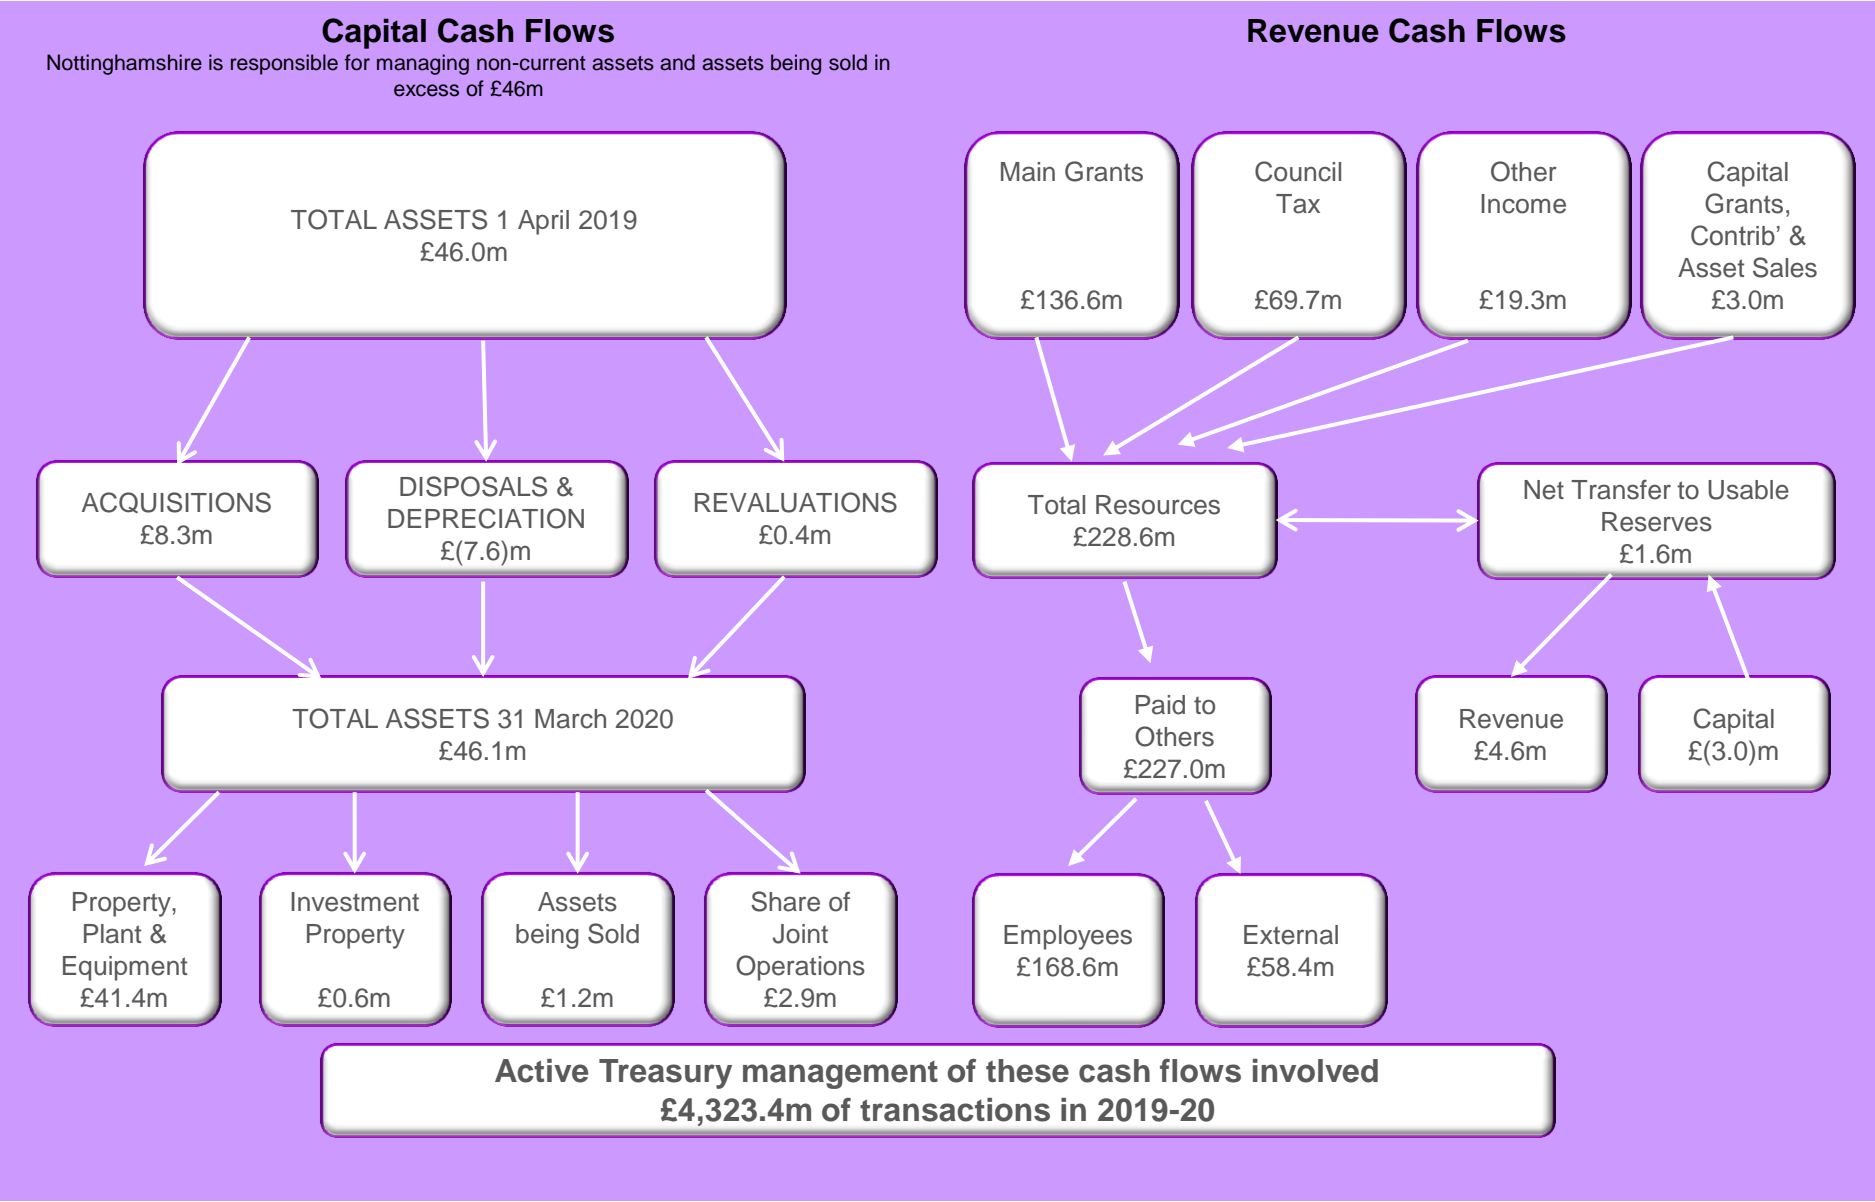 Capital Cash Flows
Nottinghamshire is responsible for managing non-current assets and assets being sold in
excess of £46m
TOTAL ASSETS 1 April 2019
£46.0m
ACQUISITIONS
£8.3m
DISPOSALS &
DEPRECIATION
£(7.6)m
REVALUATIONS
£0.4m
TOTAL ASSETS 31 March 2020
£46.1m
Property,
Plant &
Equipment
£41.4m
Investment
Property
£0.6m
Assets
being Sold
£1.2m
Share of
Joint
Operations
£2.9m
Revenue Cash Flows
Main Grants
£136.6m
Council
Tax
£69.7m
Other
Income
£19.3m
Capital
Grants,
Contrib’ &
Asset Sales
£3.0m
Total Resources
£228.6m
Net Transfer to Usable
Reserves
£1.6m
Paid to
Others
£227.0m
Revenue
£4.6m
Capital
£(3.0)m
Employees
£168.6m
External
£58.4m
Active Treasury management of these cash flows involved
£4,323.4m of transactions in 2019-20